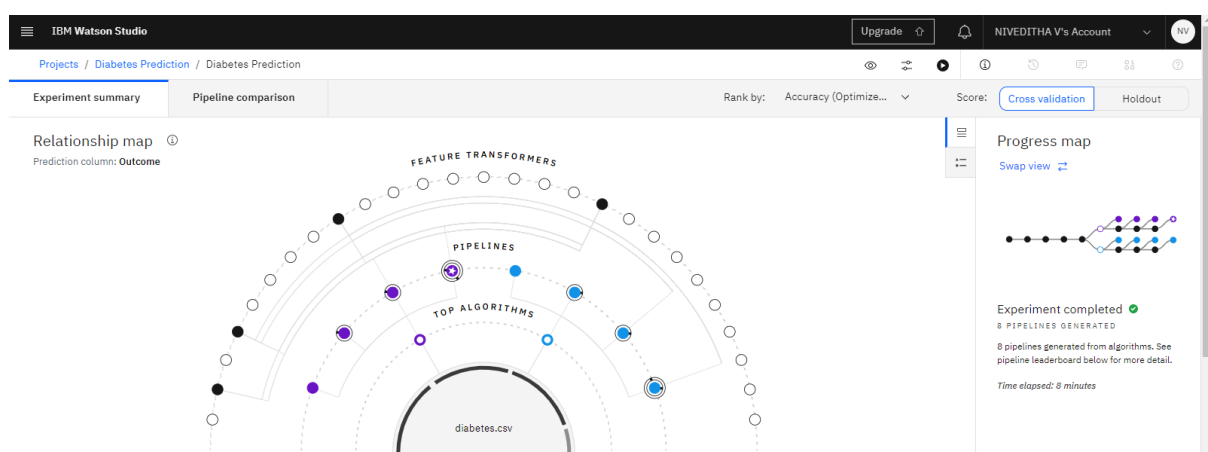 IBM Watson Studio
Upgrade
NIVEDITHA V's Account
NV
Projects / Diabetes Prediction / Diabetes Prediction
Experiment summary
Pipeline comparison
Rank by: Accuracy (Optimize...
Score: Cross validation Holdout
Relationship map
Prediction column: Outcome
FEATURE TRANSFORMERS
PIPELINES
TOP ALGORITHMS
diabetes.csv
Progress map
Swap view
Experiment completed
8 PIPELINES GENERATED
8 pipelines generated from algorithms. See
pipeline leaderboard below for more detail.
Time elapsed: 8 minutes